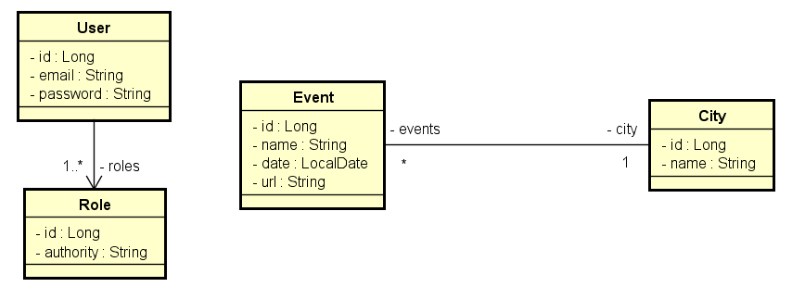 User
- id : Long
- email : String
- password : String
1..* - roles
Role
- id : Long
- authority : String
Event
- id : Long
- name : String
- date : LocalDate
- url : String
- events
*
- city
1
City
- id : Long
- name : String